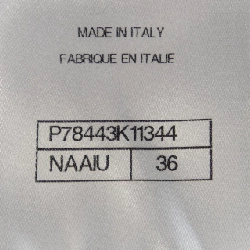 MADE IN ITALY
FABRIQUE EN ITALIE
P78443K11344
NAAIU 36